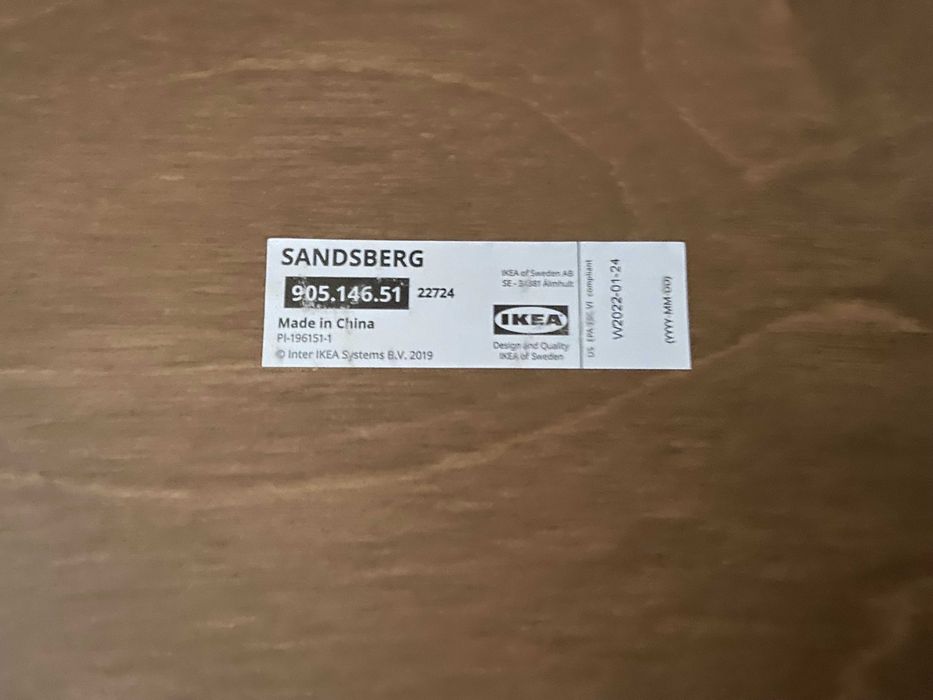 SANDSBERG
905.146.51 22724
Made in China
PI-196151-1
© Inter IKEA Systems B.V. 2019
IKEA of Sweden AB
SE - 34381 Älmhult
IKEA
Design and Quality
IKEA of Sweden
US EPA VI compliant
W2022-01-24
(YYYY-MM-DD)